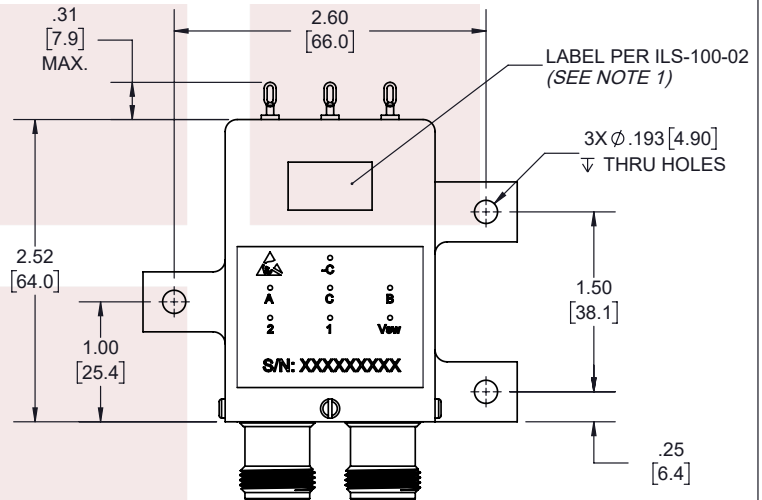 .31
[7.9]
MAX.
2.60
[66.0]
LABEL PER ILS-100-02
(SEE NOTE 1)
3X ⌀ .193 [4.90]
↧ THRU HOLES
2.52
[64.0]
1.00
[25.4]
-C
A C B
2 1 Vsw
S/N: XXXXXXXXX
1.50
[38.1]
.25
[6.4]